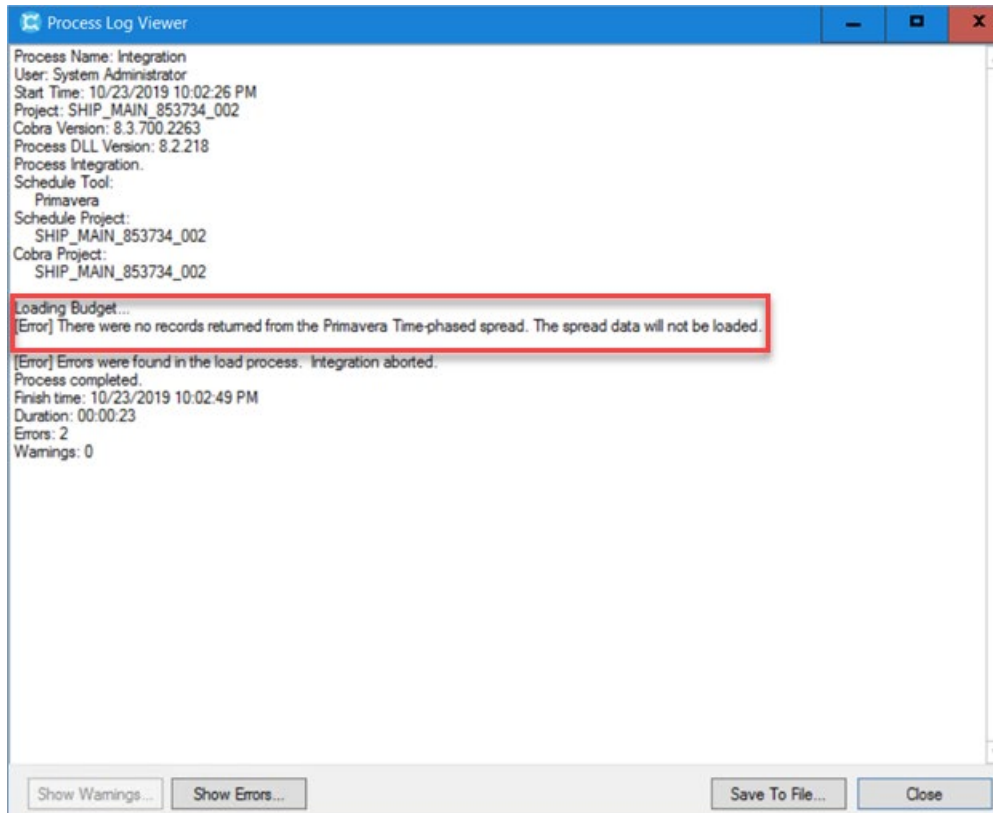 Process Log Viewer
Process Name: Integration
User: System Administrator
Start Time: 10/23/2019 10:02:26 PM
Project: SHIP_MAIN_853734_002
Cobra Version: 8.3.700.2263
Process DLL Version: 8.2.218
Process Integration.
Schedule Tool:
Primavera
Schedule Project:
SHIP_MAIN_853734_002
Cobra Project:
SHIP_MAIN_853734_002
Loading Budget...
[Error] There were no records returned from the Primavera Time-phased spread. The spread data will not be loaded.
[Error] Errors were found in the load process. Integration aborted.
Process completed.
Finish time: 10/23/2019 10:02:49 PM
Duration: 00:00:23
Errors: 2
Warnings: 0
Show Warnings... Show Errors... Save To File... Close